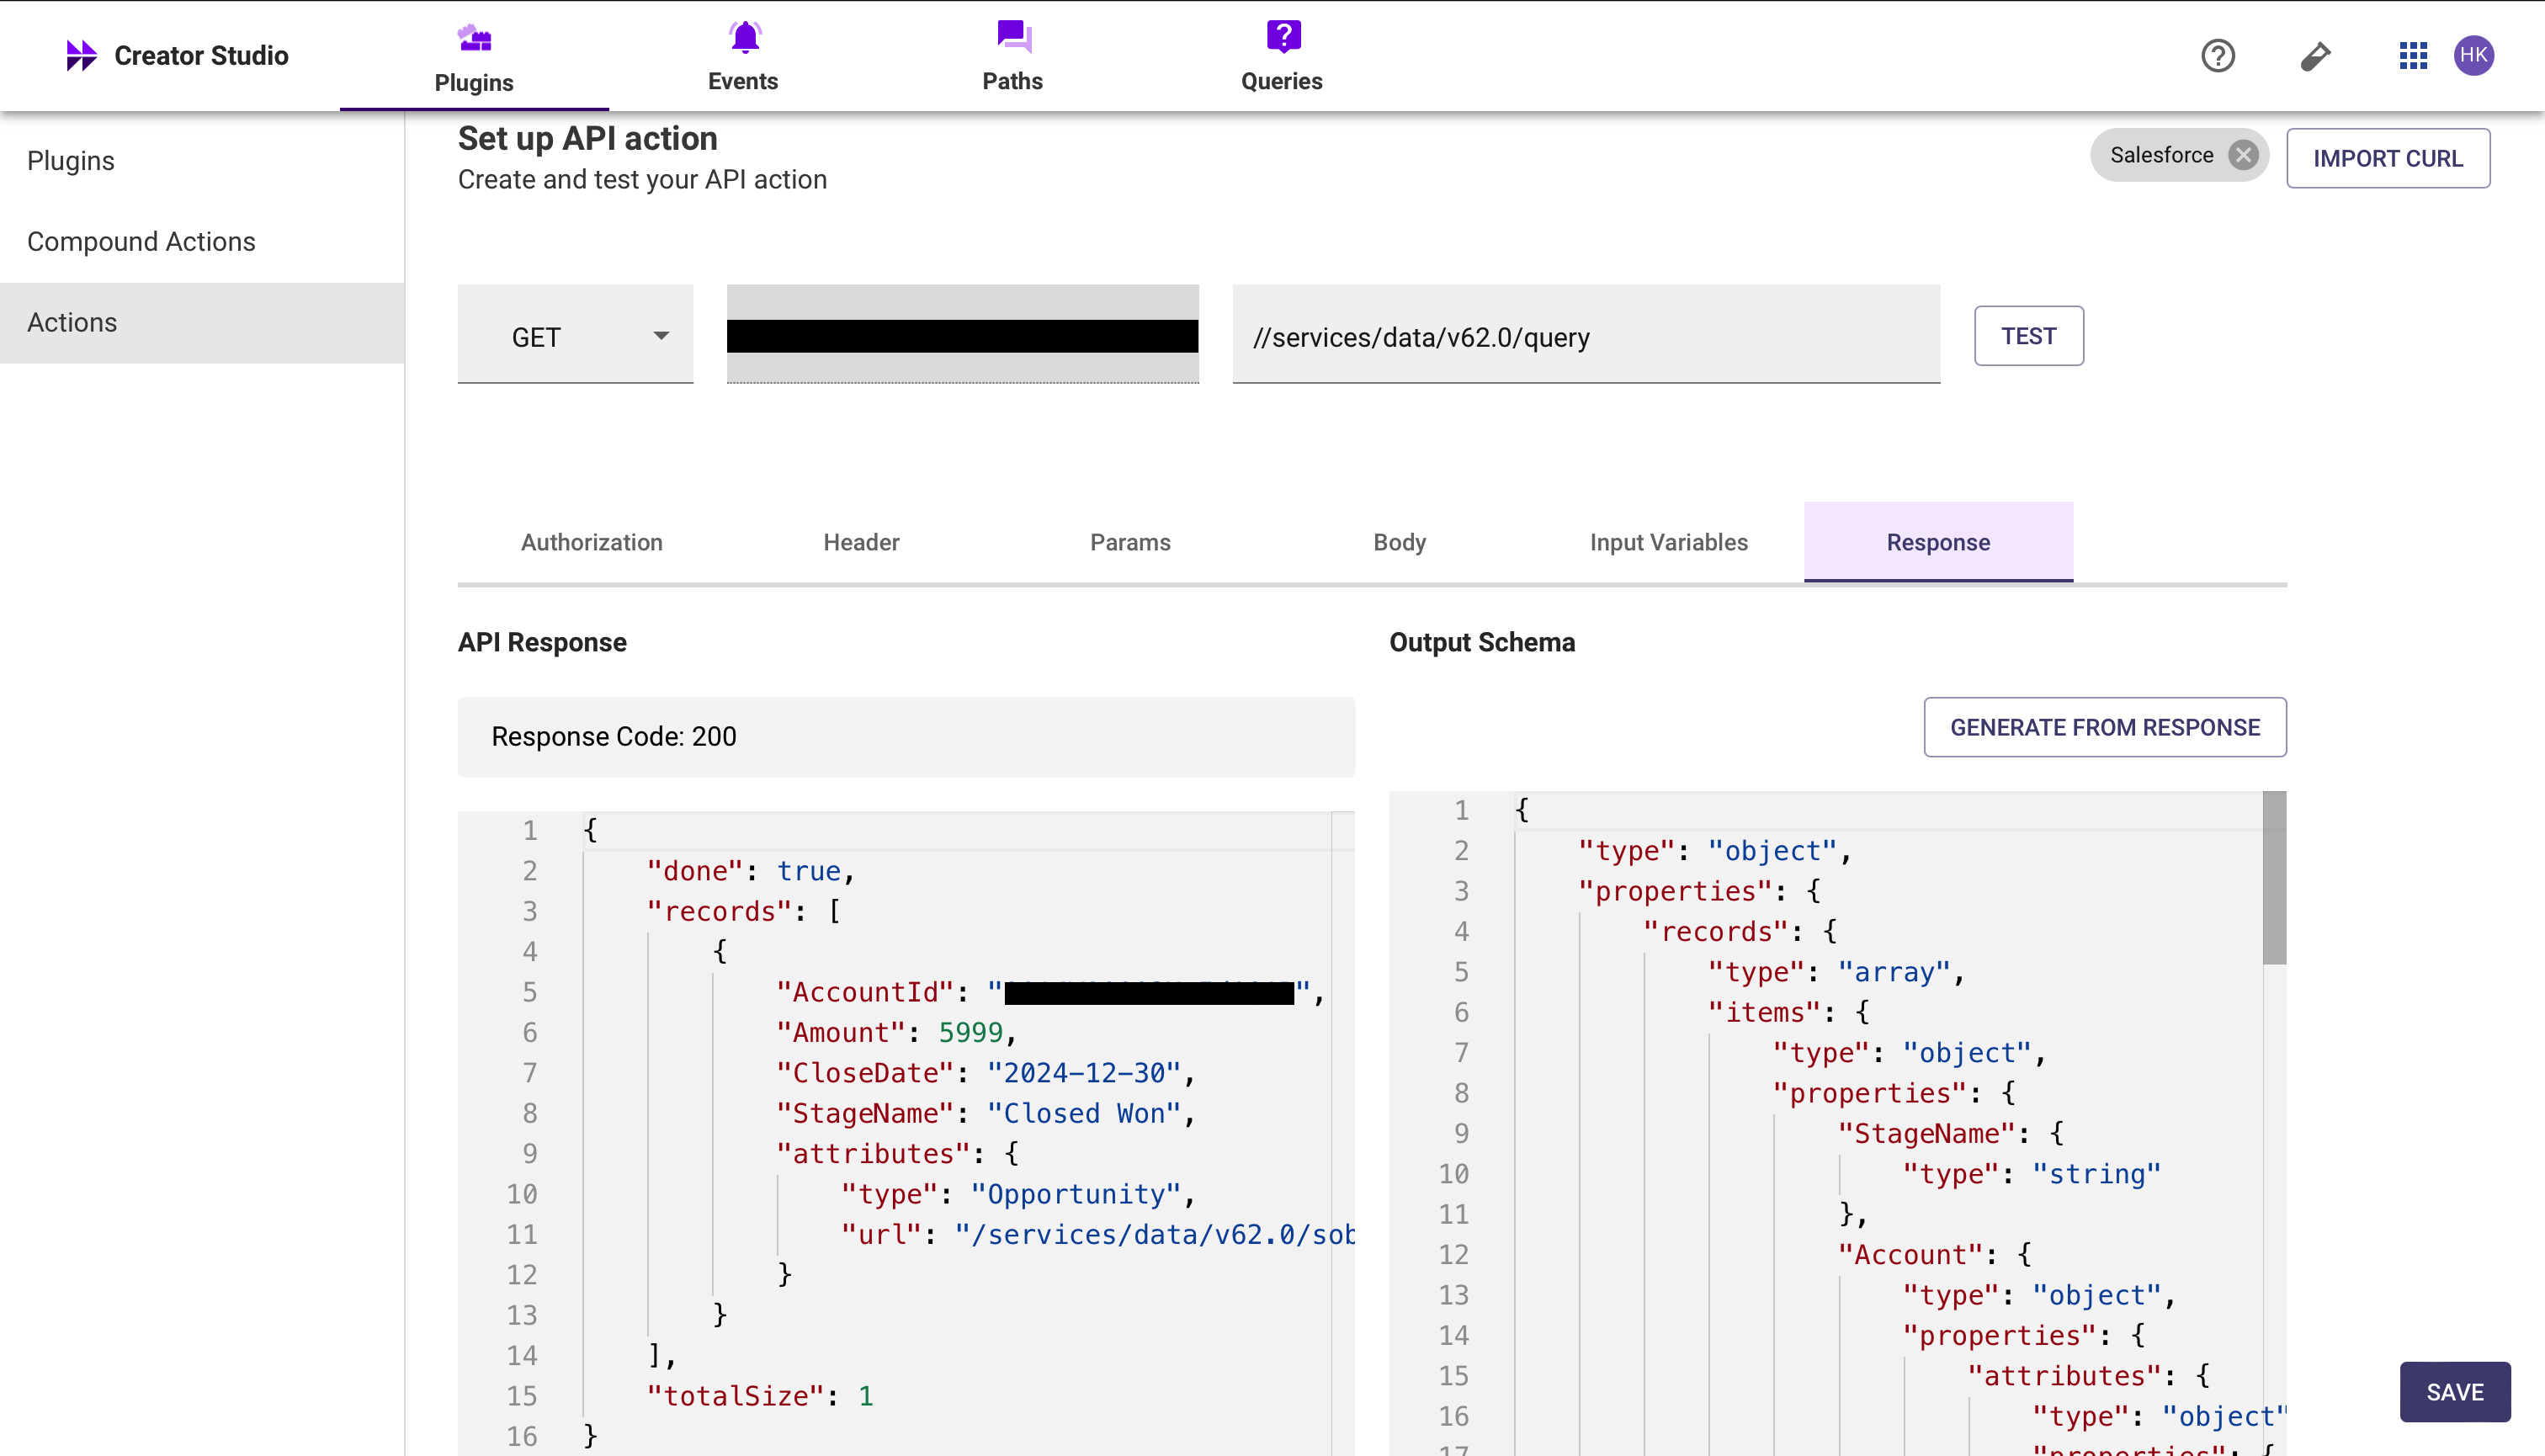 Creator Studio
Plugins
Events
Paths
Queries
HK
Plugins
Compound Actions
Actions
Set up API action
Create and test your API action
Salesforce
IMPORT CURL
GET
//services/data/v62.0/query
TEST
Authorization
Header
Params
Body
Input Variables
Response
API Response
Response Code: 200
1 {
2 "done": true,
3 "records": [
4 {
5 "AccountId": "",
6 "Amount": 5999,
7 "CloseDate": "2024-12-30",
8 "StageName": "Closed Won",
9 "attributes": {
10 "type": "Opportunity",
11 "url": "/services/data/v62.0/sob
12 }
13 }
14 ],
15 "totalSize": 1
16 }
Output Schema
GENERATE FROM RESPONSE
1 {
2 "type": "object",
3 "properties": {
4 "records": {
5 "type": "array",
6 "items": {
7 "type": "object",
8 "properties": {
9 "StageName": {
10 "type": "string"
11 },
12 "Account": {
13 "type": "object",
14 "properties": {
15 "attributes": {
16 "type": "object"
17 "properties": {
SAVE